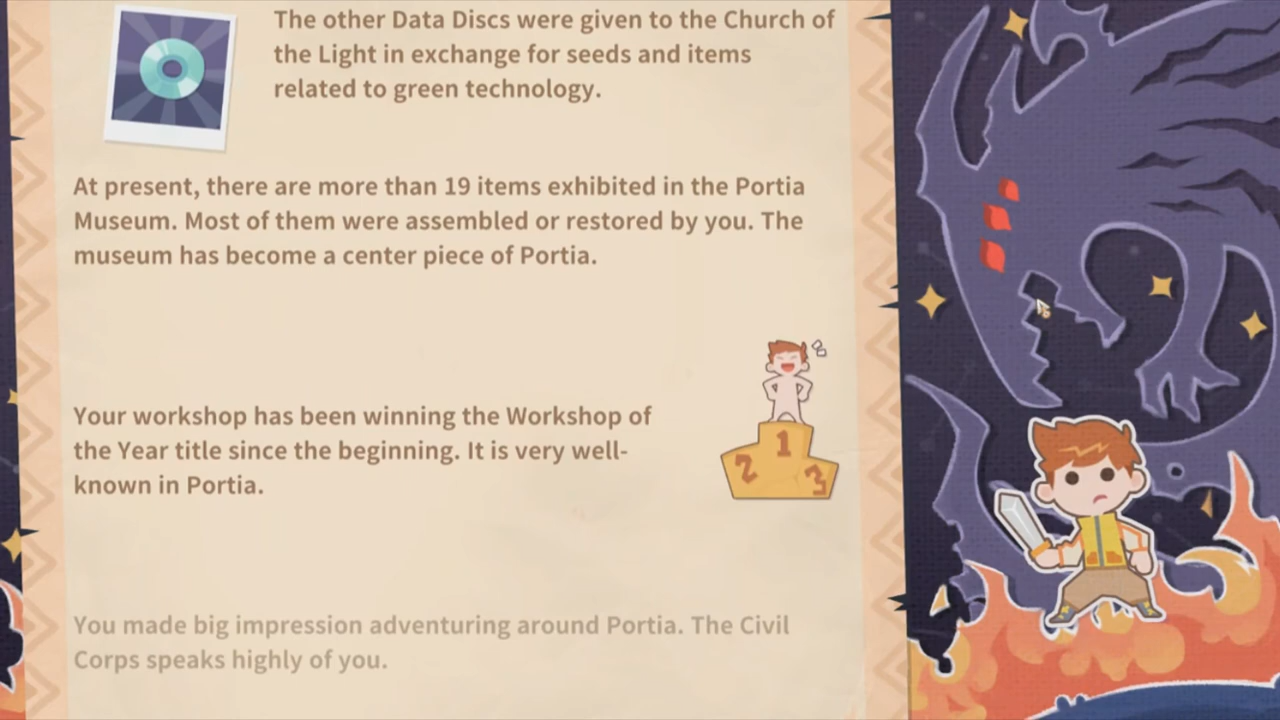 The other Data Discs were given to the Church of
the Light in exchange for seeds and items
related to green technology.
At present, there are more than 19 items exhibited in the Portia
Museum. Most of them were assembled or restored by you. The
museum has become a center piece of Portia.
Your workshop has been winning the Workshop of
the Year title since the beginning. It is very well-
known in Portia.
1
2
3
You made big impression adventuring around Portia. The Civil
Corps speaks highly of you.